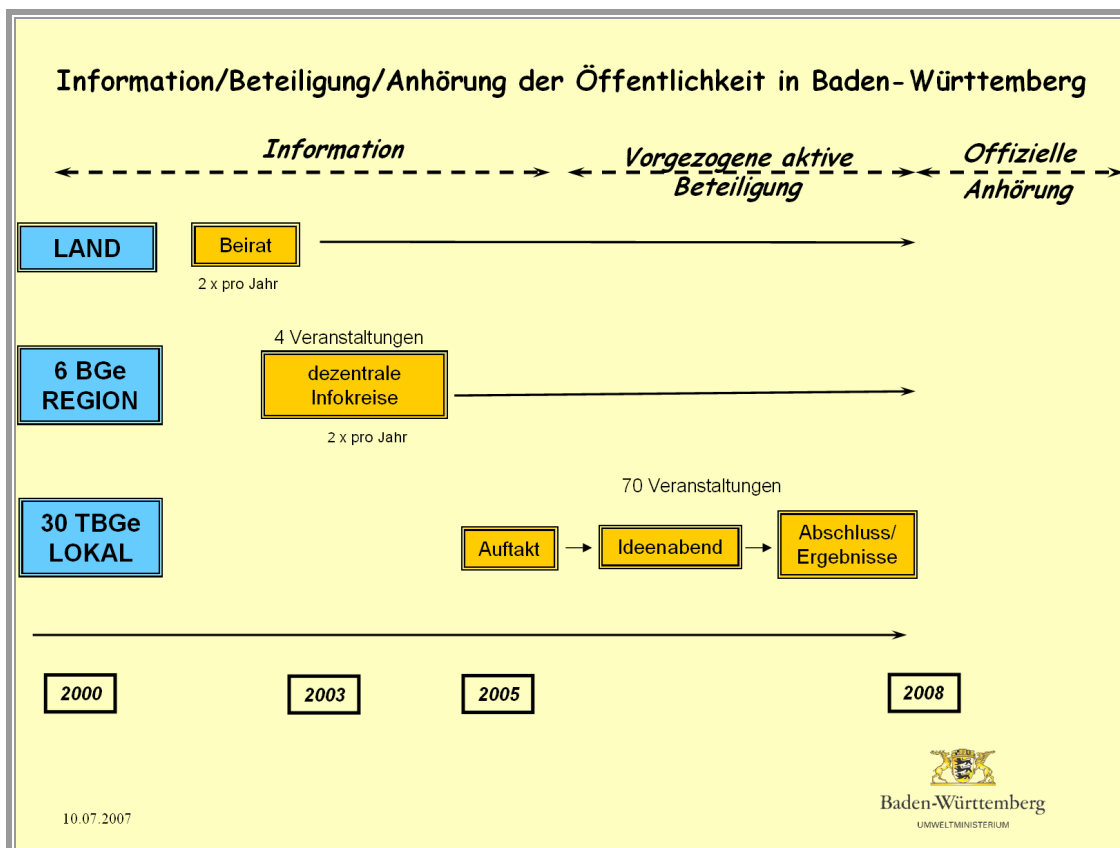 Information/Beteiligung/Anhörung der Öffentlichkeit in Baden-Württemberg
Information
Vorgezogene aktive
Beteiligung
Offizielle
Anhörung
LAND
Beirat
2 x pro Jahr
4 Veranstaltungen
6 BGe
REGION
dezentrale
Infokreise
2 x pro Jahr
70 Veranstaltungen
30 TBGe
LOKAL
Auftakt
Ideenabend
Abschluss/
Ergebnisse
2000
2003
2005
2008
10.07.2007
Baden-Württemberg
UMWELTMINISTERIUM